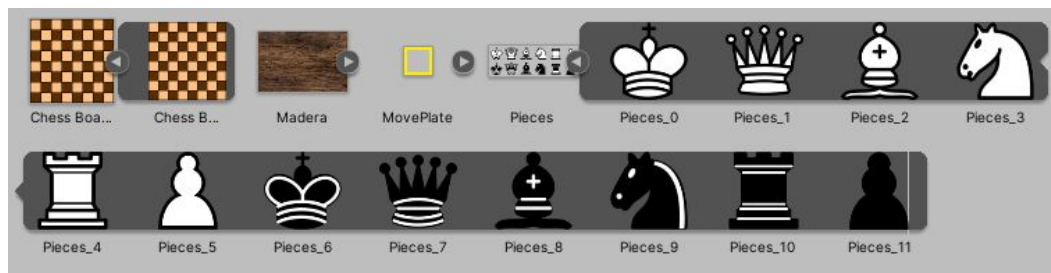 Chess Boa...
Chess B...
Madera
MovePlate
Pieces
Pieces_0
Pieces_1
Pieces_2
Pieces_3
Pieces_4
Pieces_5
Pieces_6
Pieces_7
Pieces_8
Pieces_9
Pieces_10
Pieces_11